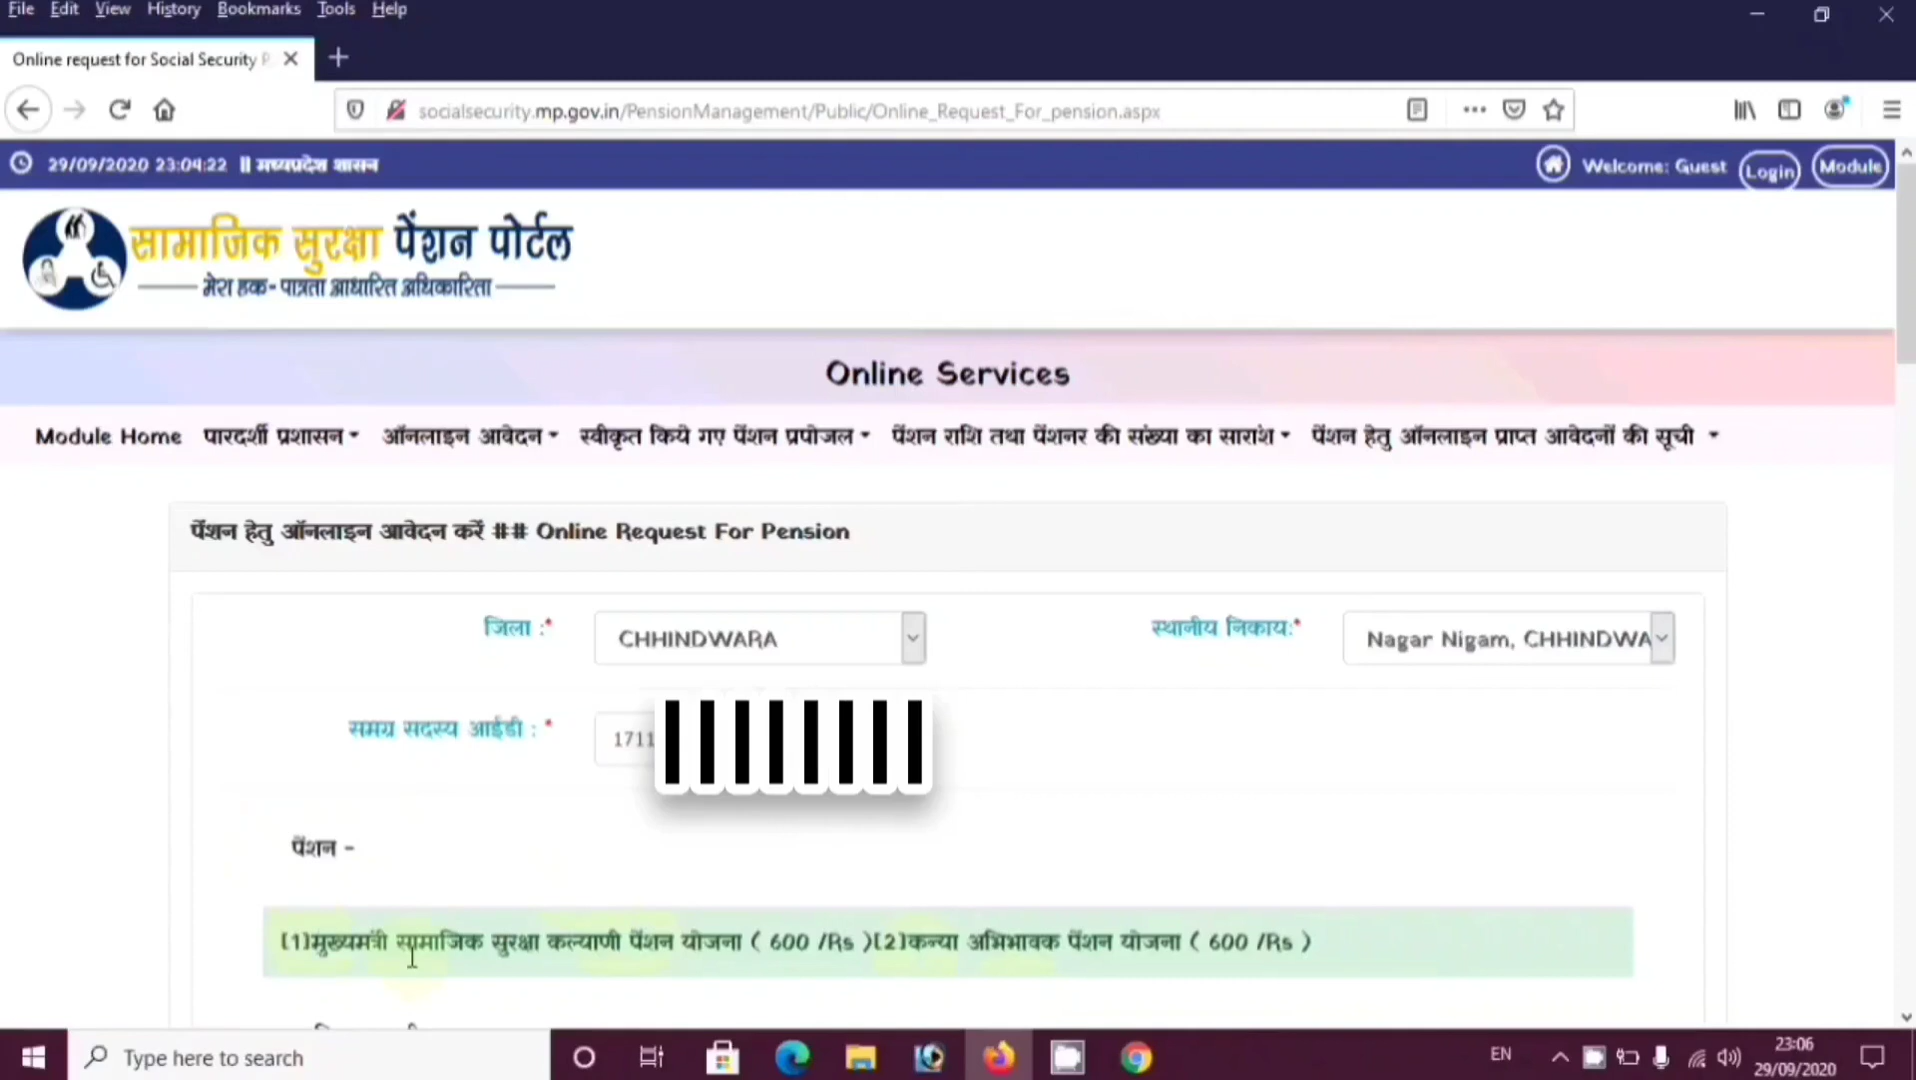 File Edit View History Bookmarks Tools Help
Online request for Social Security P
socialsecurity.mp.gov.in/PensionManagement/Public/Online_Request_For_pension.aspx
29/09/2020 23:04:22 || मध्यप्रदेश शासन Welcome: Guest Login Module
सामाजिक सुरक्षा पेंशन पोर्टल
मेरा हक- पात्रता आधारित अधिकारिता
Online Services
Module Home पारदर्शी प्रशासन ऑनलाइन आवेदन स्वीकृत किये गए पेंशन प्रपोजल पेंशन राशि तथा पेंशनर की संख्या का सारांश पेंशन हेतु ऑनलाइन प्राप्त आवेदनों की सूची
पेंशन हेतु ऑनलाइन आवेदन करें ## Online Request For Pension
जिला :* CHHINDWARA स्थानीय निकाय:* Nagar Nigam, CHHINDWA
समग्र सदस्य आईडी : * 1711
पेंशन -
(1)मुख्यमंत्री सामाजिक सुरक्षा कल्याणी पेंशन योजना ( 600 /Rs )(2)कन्या अभिभावक पेंशन योजना ( 600 /Rs )
Type here to search EN 23:06
29/09/2020